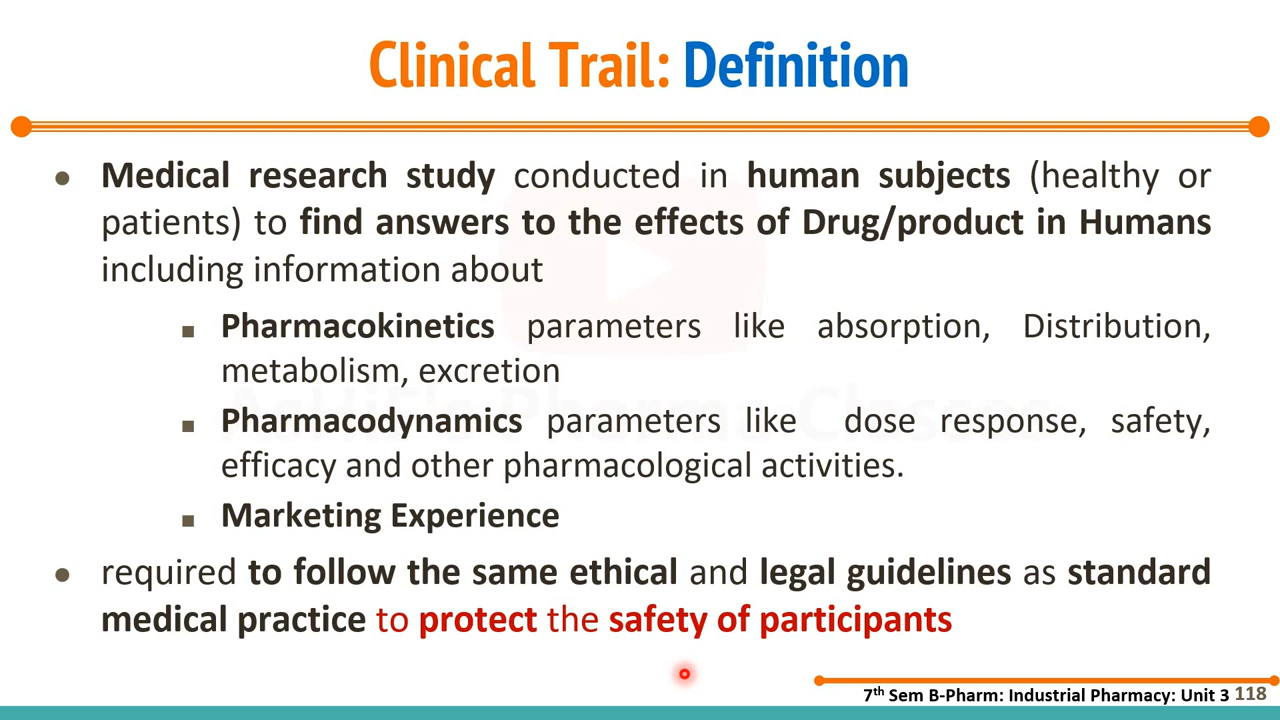 Clinical Trail: Definition
● Medical research study conducted in human subjects (healthy or
patients) to find answers to the effects of Drug/product in Humans
including information about
■ Pharmacokinetics parameters like absorption, Distribution,
metabolism, excretion
■ Pharmacodynamics parameters like dose response, safety,
efficacy and other pharmacological activities.
■ Marketing Experience
● required to follow the same ethical and legal guidelines as standard
medical practice to protect the safety of participants
7th Sem B-Pharm: Industrial Pharmacy: Unit 3 118